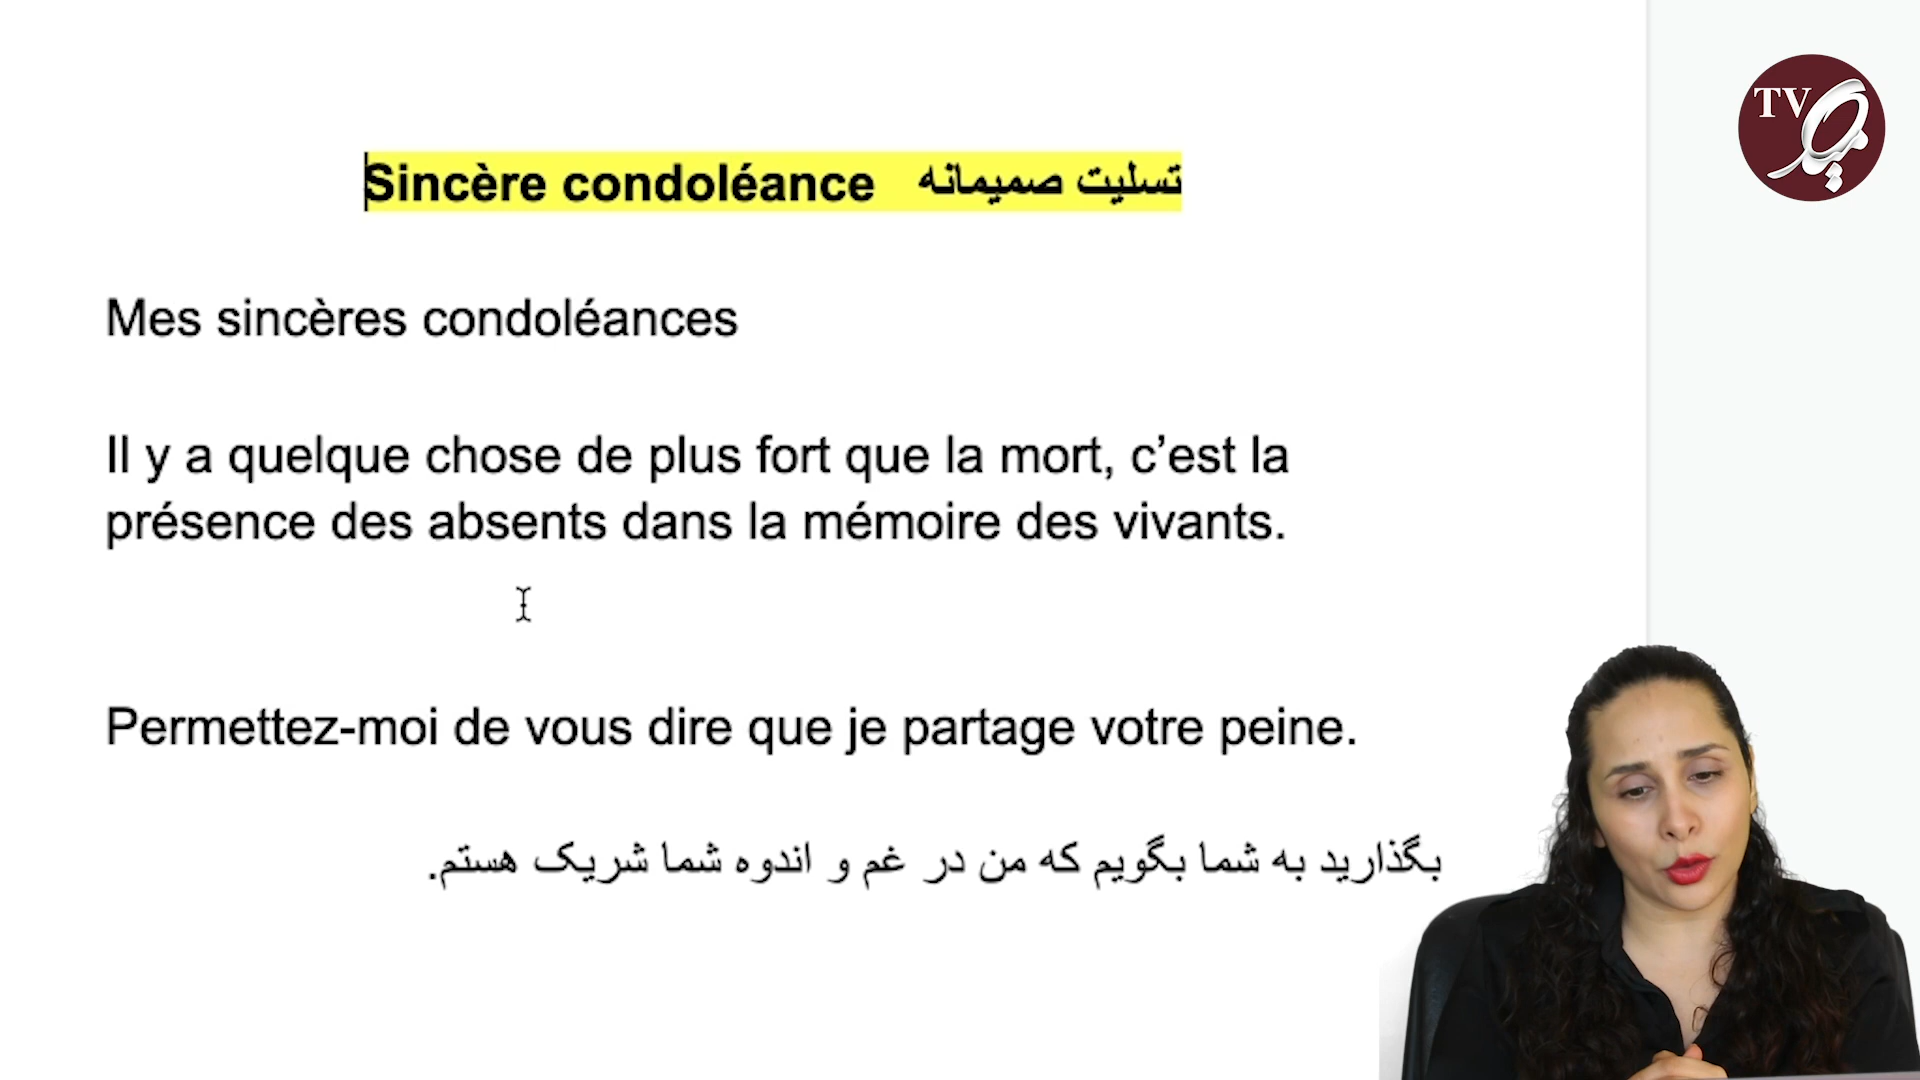 Sincère condoléance تسلیت صمیمانه
Mes sincères condoléances
Il y a quelque chose de plus fort que la mort, c’est la
présence des absents dans la mémoire des vivants.
Permettez-moi de vous dire que je partage votre peine.
بگذارید به شما بگویم که من در غم و اندوه شما شریک هستم.
TV